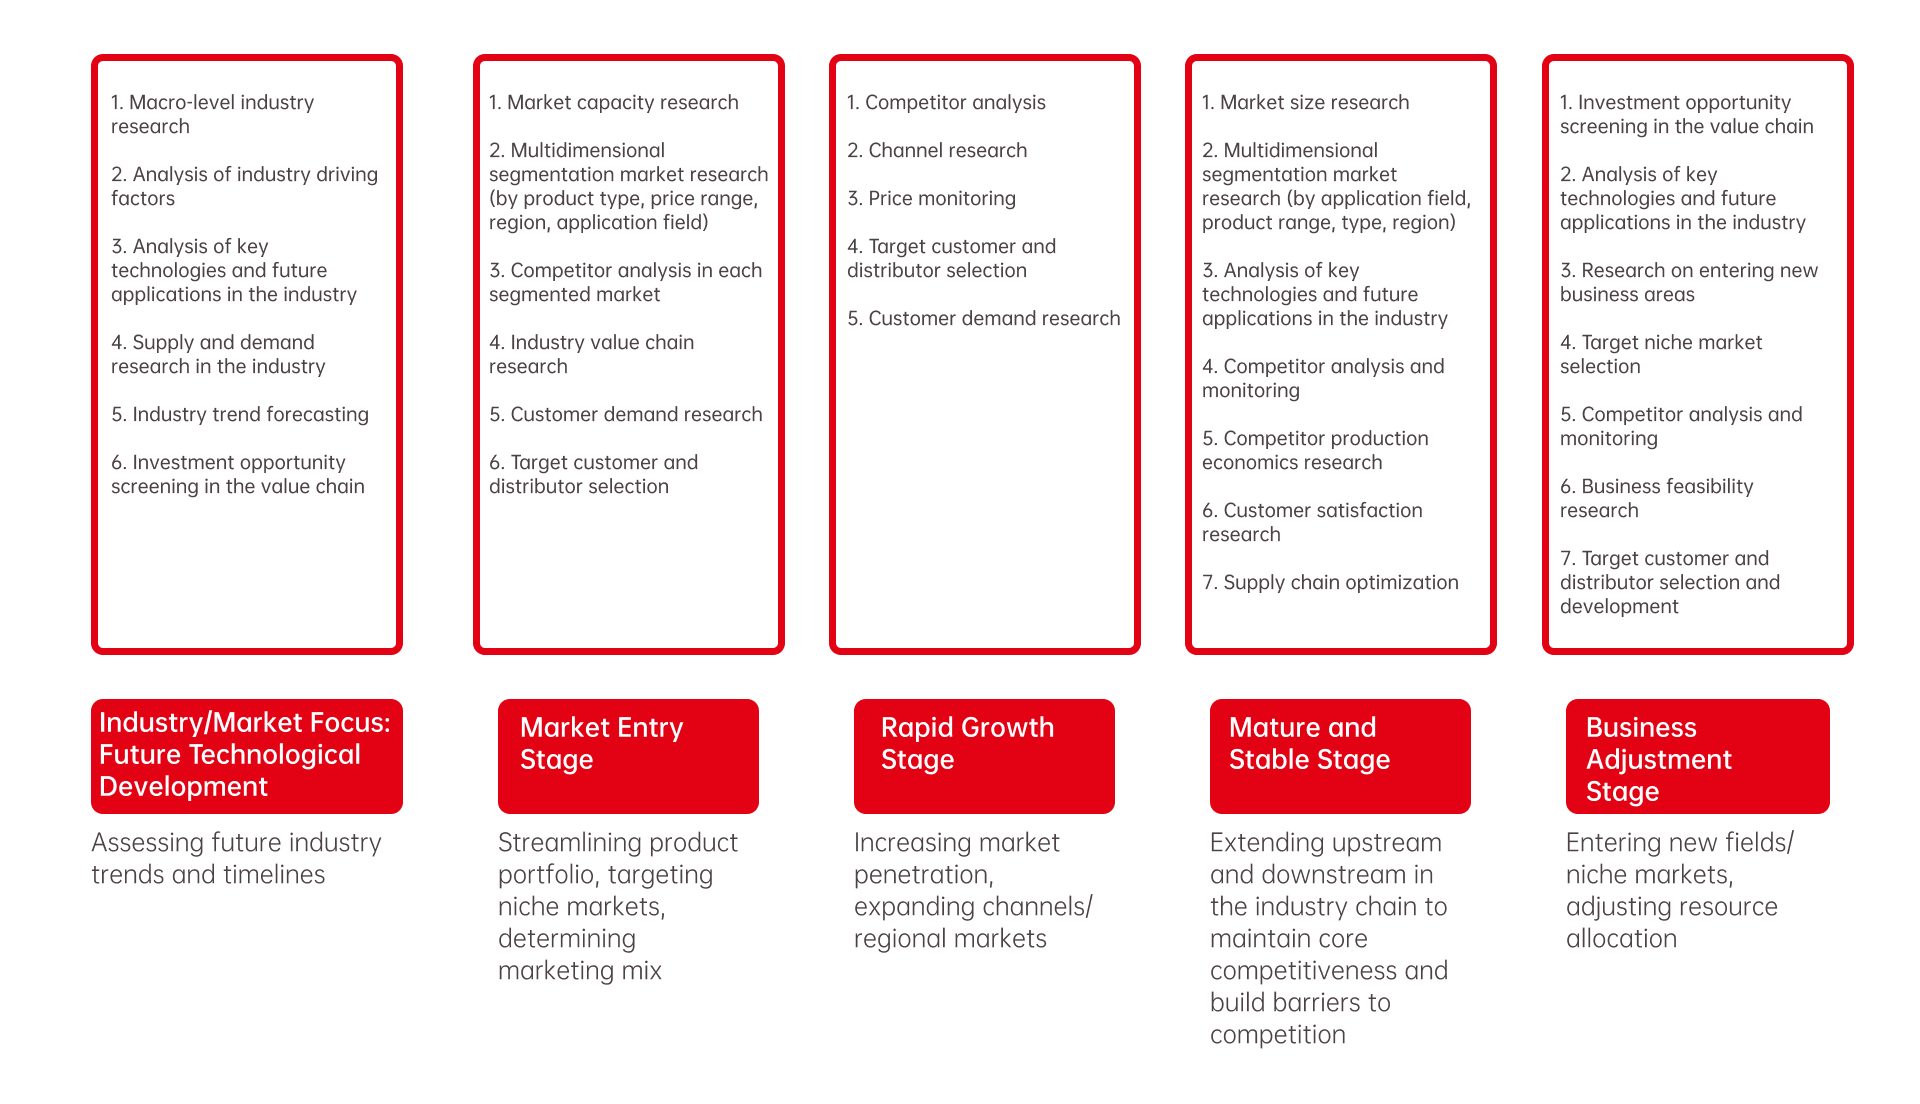 1. Macro-level industry
research
2. Analysis of industry driving
factors
3. Analysis of key
technologies and future
applications in the industry
4. Supply and demand
research in the industry
5. Industry trend forecasting
6. Investment opportunity
screening in the value chain
1. Market capacity research
2. Multidimensional
segmentation market research
(by product type, price range,
region, application field)
3. Competitor analysis in each
segmented market
4. Industry value chain
research
5. Customer demand research
6. Target customer and
distributor selection
1. Competitor analysis
2. Channel research
3. Price monitoring
4. Target customer and
distributor selection
5. Customer demand research
1. Market size research
2. Multidimensional
segmentation market
research (by application field,
product range, type, region)
3. Analysis of key
technologies and future
applications in the industry
4. Competitor analysis and
monitoring
5. Competitor production
economics research
6. Customer satisfaction
research
7. Supply chain optimization
1. Investment opportunity
screening in the value chain
2. Analysis of key
technologies and future
applications in the industry
3. Research on entering new
business areas
4. Target niche market
selection
5. Competitor analysis and
monitoring
6. Business feasibility
research
7. Target customer and
distributor selection and
development
Industry/Market Focus:
Future Technological
Development
Assessing future industry
trends and timelines
Market Entry
Stage
Streamlining product
portfolio, targeting
niche markets,
determining
marketing mix
Rapid Growth
Stage
Increasing market
penetration,
expanding channels/
regional markets
Mature and
Stable Stage
Extending upstream
and downstream in
the industry chain to
maintain core
competitiveness and
build barriers to
competition
Business
Adjustment
Stage
Entering new fields/
niche markets,
adjusting resource
allocation